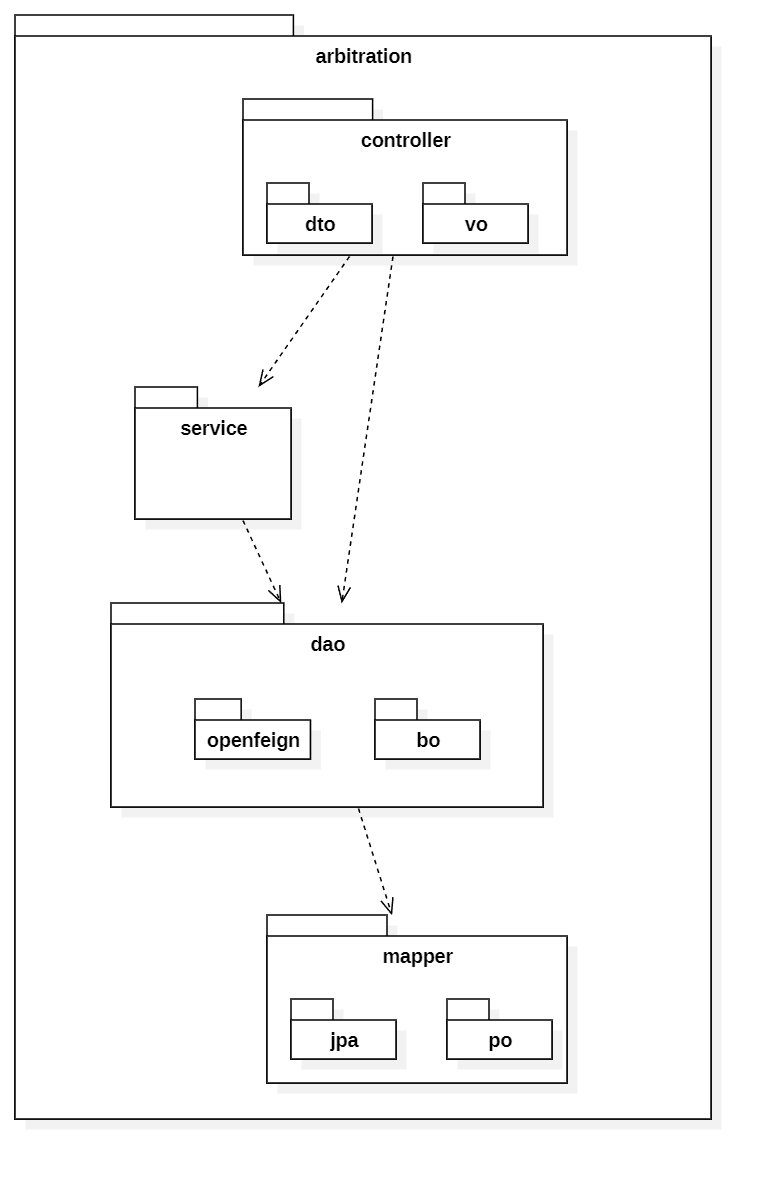 arbitration
controller
dto
vo
service
dao
openfeign
bo
mapper
jpa
po